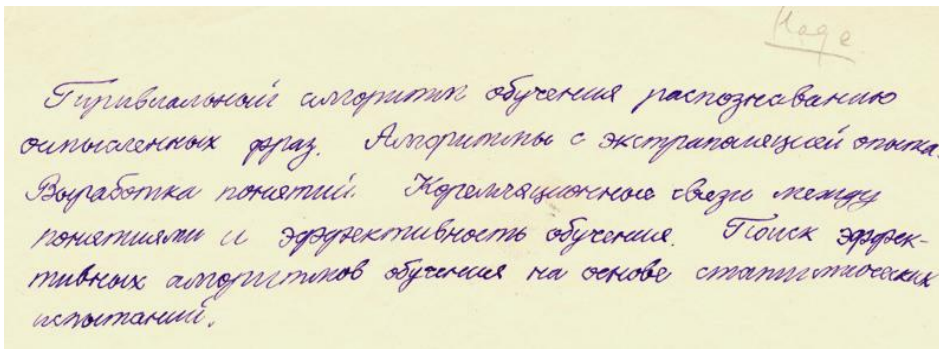 Наде
Тривиальный алгоритм обучения распознаванию
осмысленных фраз. Алгоритмы с экстраполяцией опыта.
Выработка понятий. Корреляционные связи между
понятиями и эффективность обучения. Поиск эффек-
тивных алгоритмов обучения на основе статистических
испытаний.